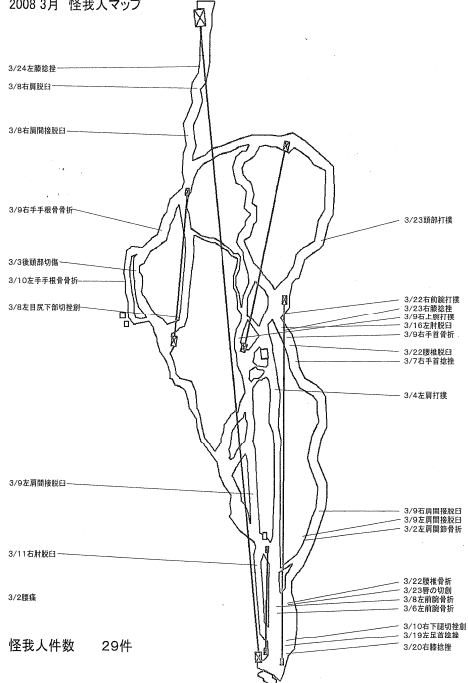 2008 3月 怪我人マップ
3/24左膝捻挫
3/8右肩脱臼
3/8右肩間接脱臼
3/9右手手根骨骨折
3/3後頭部切傷
3/10左手手根骨骨折
3/8左目尻下部切挫創
3/9左肩間接脱臼
3/11右肘脱臼
3/2腰痛
怪我人件数 29件
3/23頭部打撲
3/22右前腕打撲
3/23右膝捻挫
3/9右上腕打撲
3/16左肘脱臼
3/9右手首骨折
3/22腰椎脱臼
3/7右手首捻挫
3/4左肩打撲
3/9右肩間接脱臼
3/9左肩間接脱臼
3/2左肩関節骨折
3/22腰椎骨折
3/23唇の切創
3/8左前腕骨折
3/6左前腕骨折
3/10右下腿切挫創
3/19左足首捻挫
3/20右膝捻挫